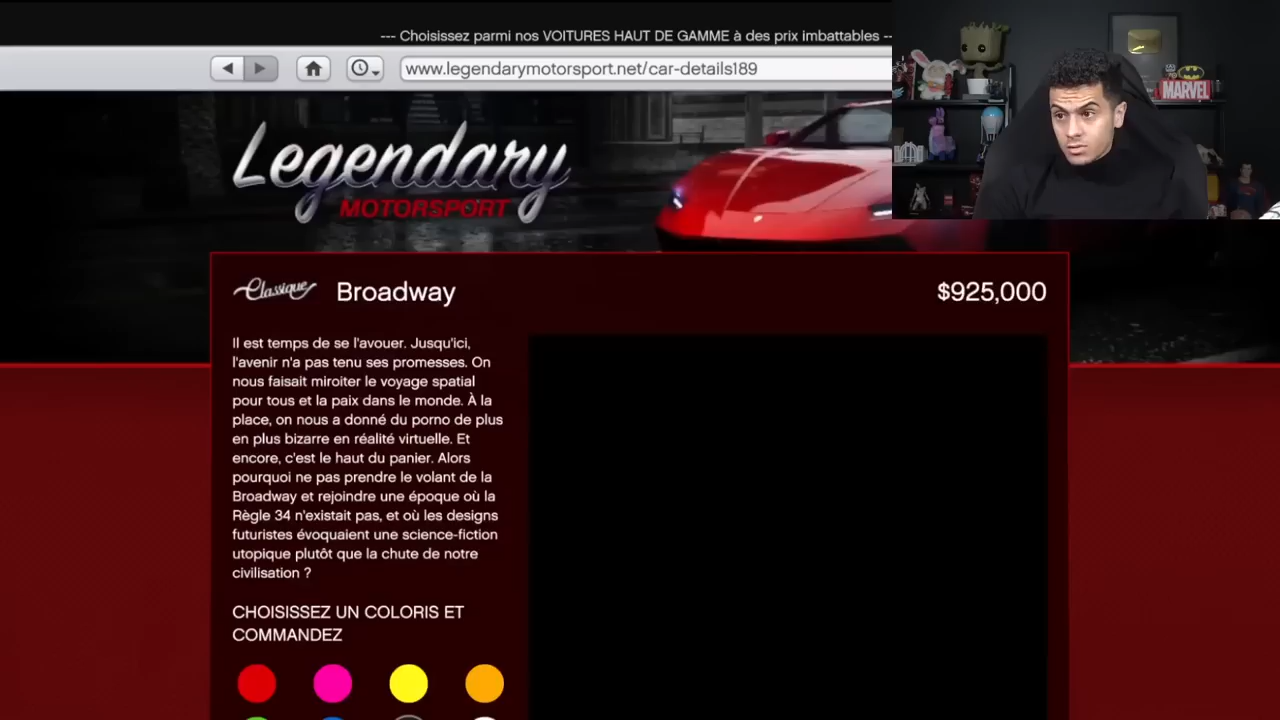 --- Choisissez parmi nos VOITURES HAUT DE GAMME à des prix imbattables --
www.legendarymotorsport.net/car-details189
MARVEL
Legendary
MOTORSPORT
Classique Broadway $925,000
Il est temps de se l'avouer. Jusqu'ici,
l'avenir n'a pas tenu ses promesses. On
nous faisait miroiter le voyage spatial
pour tous et la paix dans le monde. À la
place, on nous a donné du porno de plus
en plus bizarre en réalité virtuelle. Et
encore, c'est le haut du panier. Alors
pourquoi ne pas prendre le volant de la
Broadway et rejoindre une époque où la
Règle 34 n'existait pas, et où les designs
futuristes évoquaient une science-fiction
utopique plutôt que la chute de notre
civilisation ?
CHOISISSEZ UN COLORIS ET
COMMANDEZ